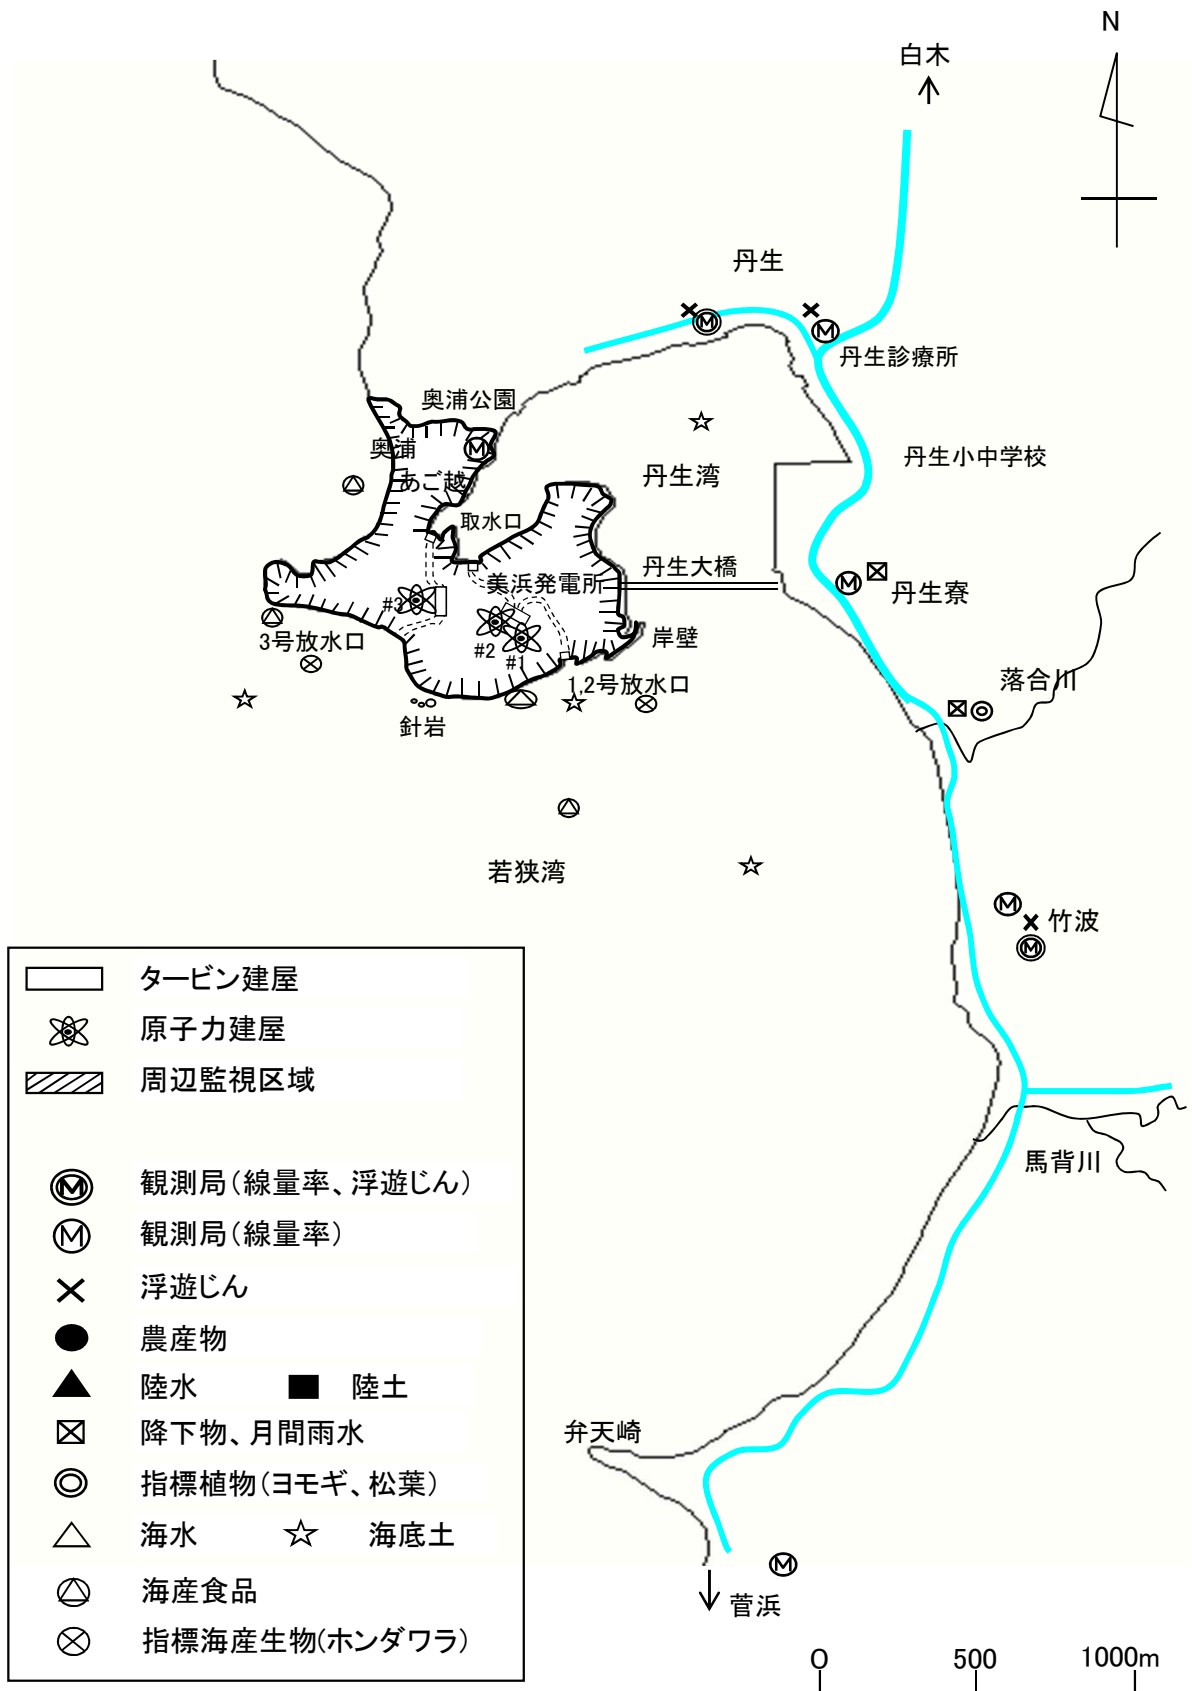 N
白木
丹生
M
M
丹生診療所
奥浦公園
奥浦
M
丹生湾
丹生小中学校
あご越
取水口
美浜発電所
丹生大橋
M
丹生寮
#3
#2
#1
岸壁
3号放水口
1,2号放水口
落合川
針岩
若狭湾
M
竹波
M
タービン建屋
原子力建屋
周辺監視区域
馬背川
M 観測局(線量率、浮遊じん)
M 観測局(線量率)
浮遊じん
農産物
陸水 陸土
降下物、月間雨水
指標植物(ヨモギ、松葉)
海水 海底土
海産食品
指標海産生物(ホンダワラ)
弁天崎
M
菅浜
O 500 1000m